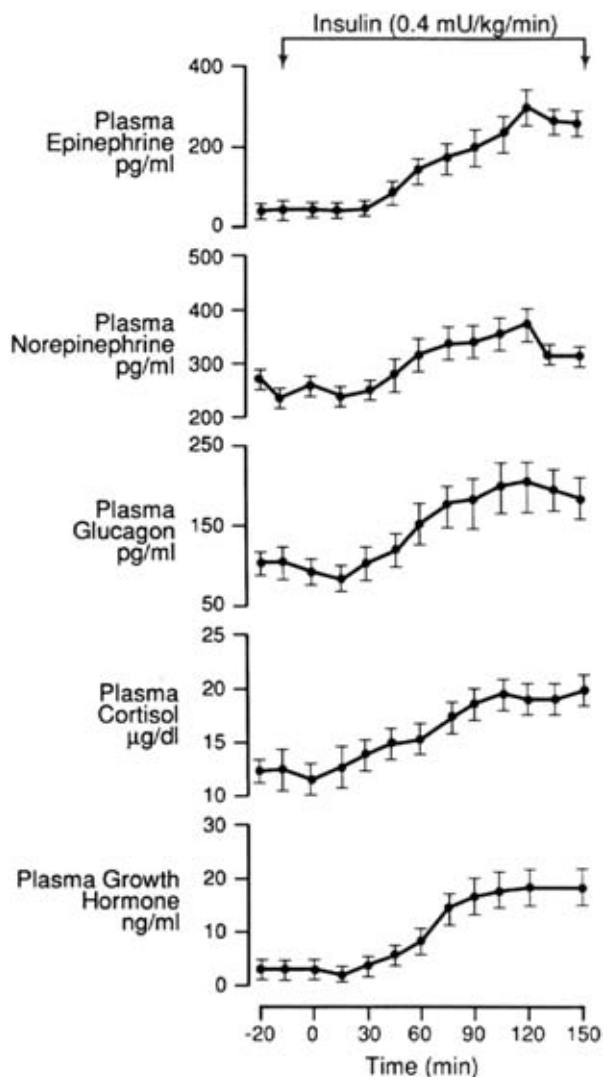 Insulin (0.4 mU/kg/min)
400
Plasma
Epinephrine
pg/ml
200
0
500
Plasma
Norepinephrine
pg/ml
400
300
200
250
Plasma
Glucagon
pg/ml
150
50
25
Plasma
Cortisol
µg/dl
20
15
10
30
Plasma Growth
Hormone
ng/ml
20
10
0
-20 0 30 60 90 120 150
Time (min)